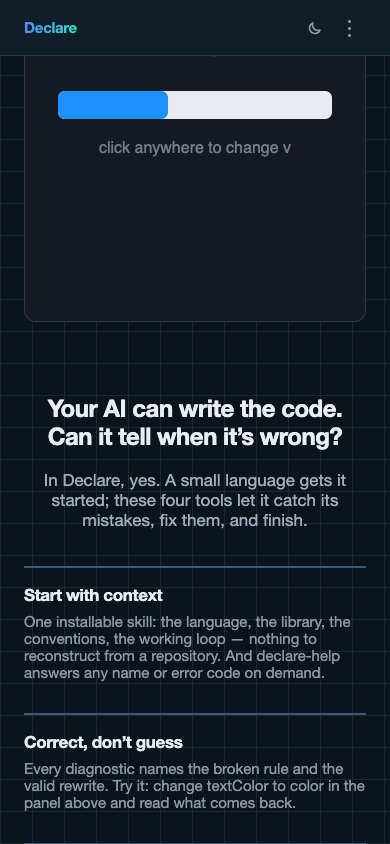 Declare
click anywhere to change v
Your AI can write the code.
Can it tell when it’s wrong?
In Declare, yes. A small language gets it
started; these four tools let it catch its
mistakes, fix them, and finish.
Start with context
One installable skill: the language, the library, the
conventions, the working loop — nothing to
reconstruct from a repository. And declare-help
answers any name or error code on demand.
Correct, don’t guess
Every diagnostic names the broken rule and the
valid rewrite. Try it: change textColor to color in the
panel above and read what comes back.